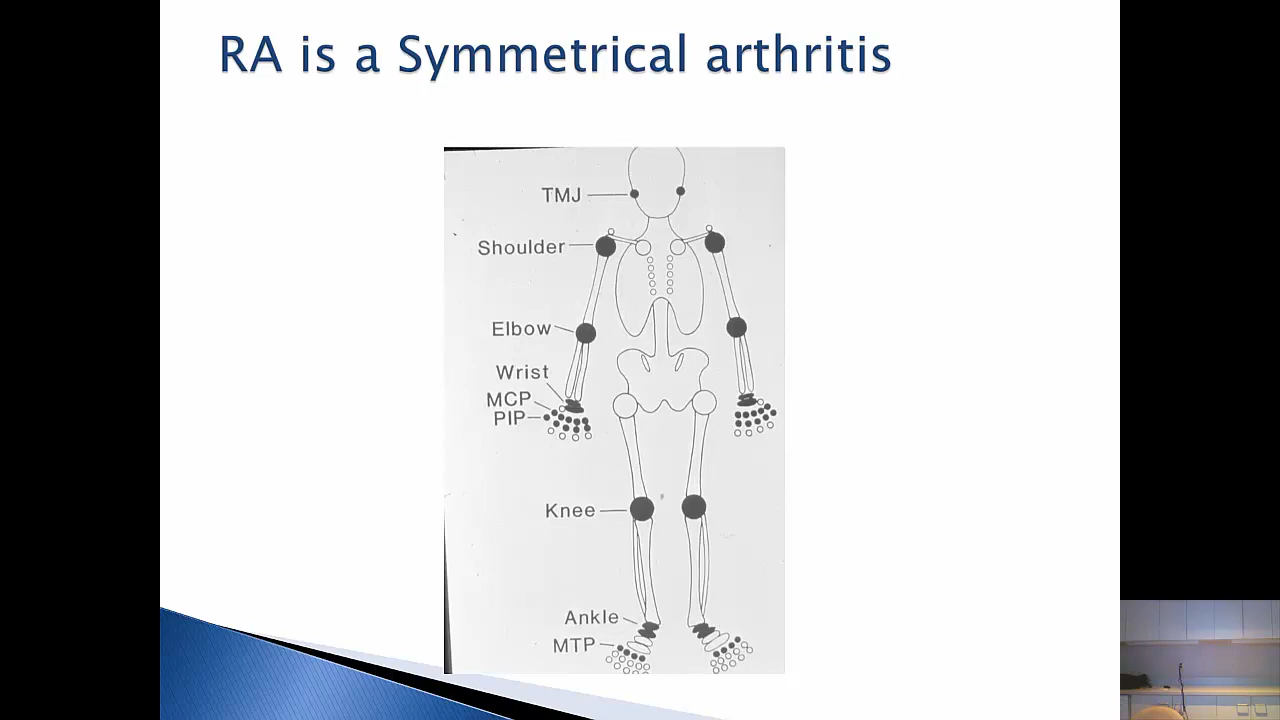 RA is a Symmetrical arthritis
TMJ
Shoulder
Elbow
Wrist
MCP
PIP
Knee
Ankle
MTP